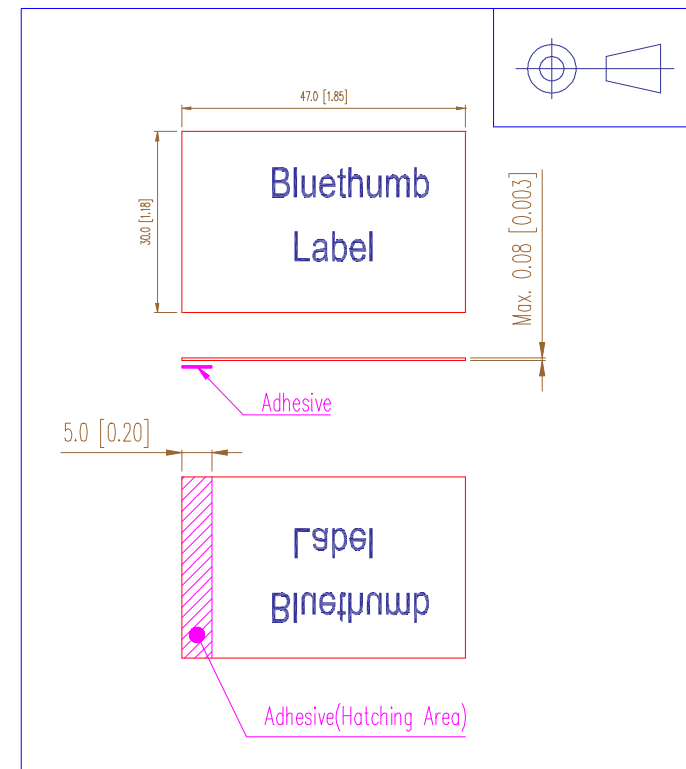 47.0 [1.85]
Bluethumb
Label
30.0 [1.18]
Max. 0.08 [0.003]
Adhesive
5.0 [0.20]
Label
Bluethumb
Adhesive(Hatching Area)